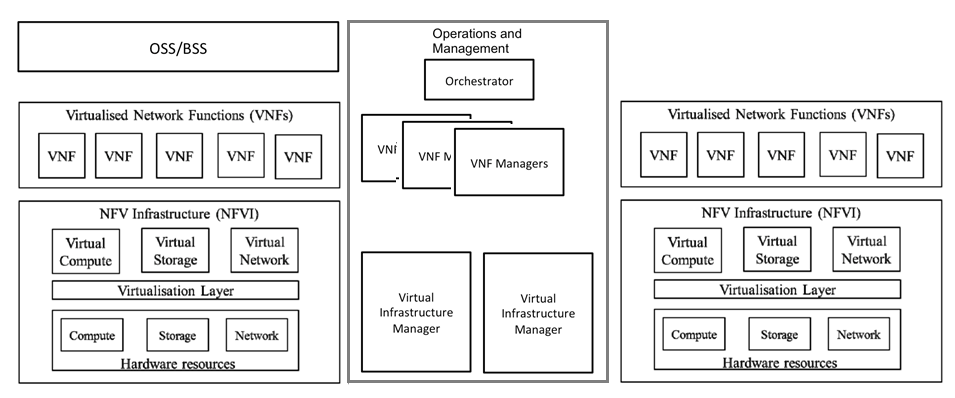 OSS/BSS
Virtualised Network Functions (VNFs)
VNF VNF VNF VNF VNF
NFV Infrastructure (NFVI)
Virtual Virtual Virtual
Compute Storage Network
Virtualisation Layer
Compute Storage Network
Hardware resources
Operations and
Management
Orchestrator
VNF M
VNF Managers
Virtual Virtual
Infrastructure Infrastructure
Manager Manager
Virtualised Network Functions (VNFs)
VNF VNF VNF VNF VNF
NFV Infrastructure (NFVI)
Virtual Virtual Virtual
Compute Storage Network
Virtualisation Layer
Compute Storage Network
Hardware resources